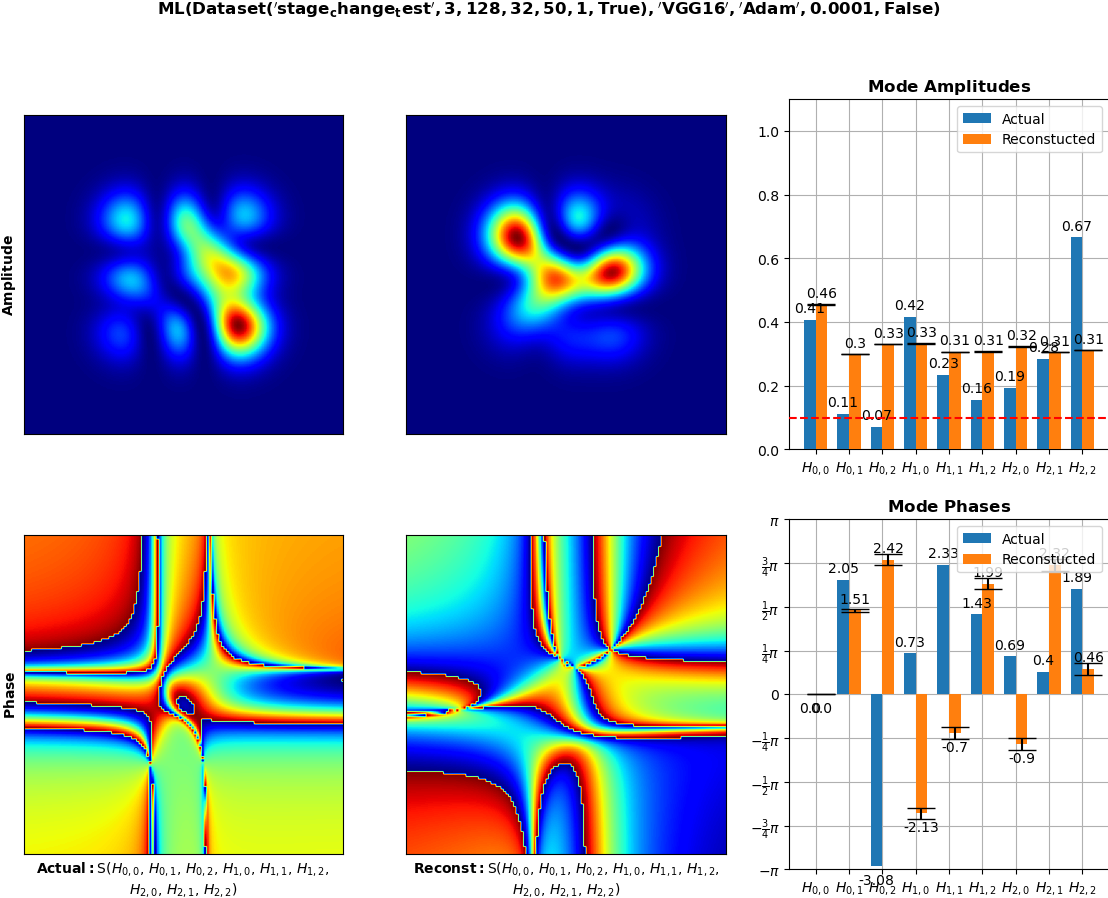 ML(Dataset('stage_change_test', 3, 128, 32, 50, 1, True), 'VGG16', 'Adam', 0.0001, False)
Amplitude
Mode Amplitudes
Actual
Reconstucted
1.0
0.8
0.6
0.4
0.2
0.0
0.41
0.46
0.11
0.3
0.07
0.33
0.42
0.33
0.23
0.31
0.16
0.31
0.19
0.32
0.28
0.31
0.67
0.31
H0,0 H0,1 H0,2 H1,0 H1,1 H1,2 H2,0 H2,1 H2,2
Phase
Actual: S(H0,0, H0,1, H0,2, H1,0, H1,1, H1,2,
H2,0, H2,1, H2,2)
Reconst: S(H0,0, H0,1, H0,2, H1,0, H1,1, H1,2,
H2,0, H2,1, H2,2)
Mode Phases
Actual
Reconstucted
π
3/4π
1/2π
1/4π
0
−1/4π
−1/2π
−3/4π
−π
0.0
0.0
2.05
1.51
-3.08
2.42
0.73
-2.13
2.33
-0.7
1.43
1.99
0.69
-0.9
0.4
2.32
1.89
0.46
H0,0 H0,1 H0,2 H1,0 H1,1 H1,2 H2,0 H2,1 H2,2